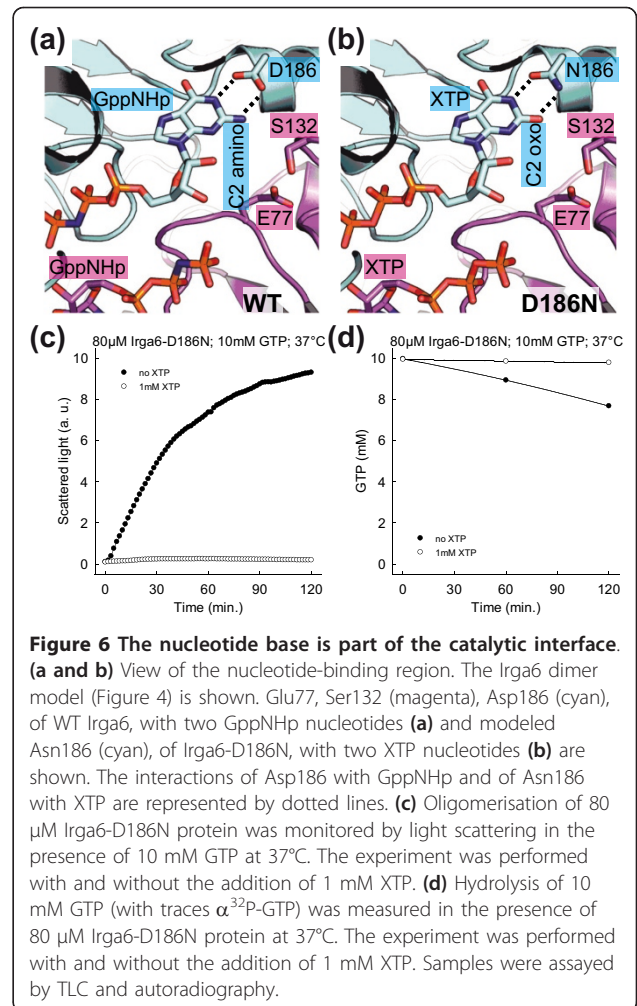 (a)
(b)
D186
N186
GppNHp
XTP
S132
S132
C2 amino
C2 oxo
E77
E77
GppNHp
XTP
WT
D186N
(c) 80µM Irga6-D186N; 10mM GTP; 37°C
10
8
6
4
2
0
Scattered light (a. u.)
no XTP
1mM XTP
0 30 60 90 120
Time (min.)
(d) 80µM Irga6-D186N; 10mM GTP; 37°C
10
8
6
4
2
0
GTP (mM)
no XTP
1mM XTP
0 30 60 90 120
Time (min.)
Figure 6 The nucleotide base is part of the catalytic interface.
(a and b) View of the nucleotide-binding region. The Irga6 dimer
model (Figure 4) is shown. Glu77, Ser132 (magenta), Asp186 (cyan),
of WT Irga6, with two GppNHp nucleotides (a) and modeled
Asn186 (cyan), of Irga6-D186N, with two XTP nucleotides (b) are
shown. The interactions of Asp186 with GppNHp and of Asn186
with XTP are represented by dotted lines. (c) Oligomerisation of 80
µM Irga6-D186N protein was monitored by light scattering in the
presence of 10 mM GTP at 37°C. The experiment was performed
with and without the addition of 1 mM XTP. (d) Hydrolysis of 10
mM GTP (with traces α³²P-GTP) was measured in the presence of
80 µM Irga6-D186N protein at 37°C. The experiment was performed
with and without the addition of 1 mM XTP. Samples were assayed
by TLC and autoradiography.